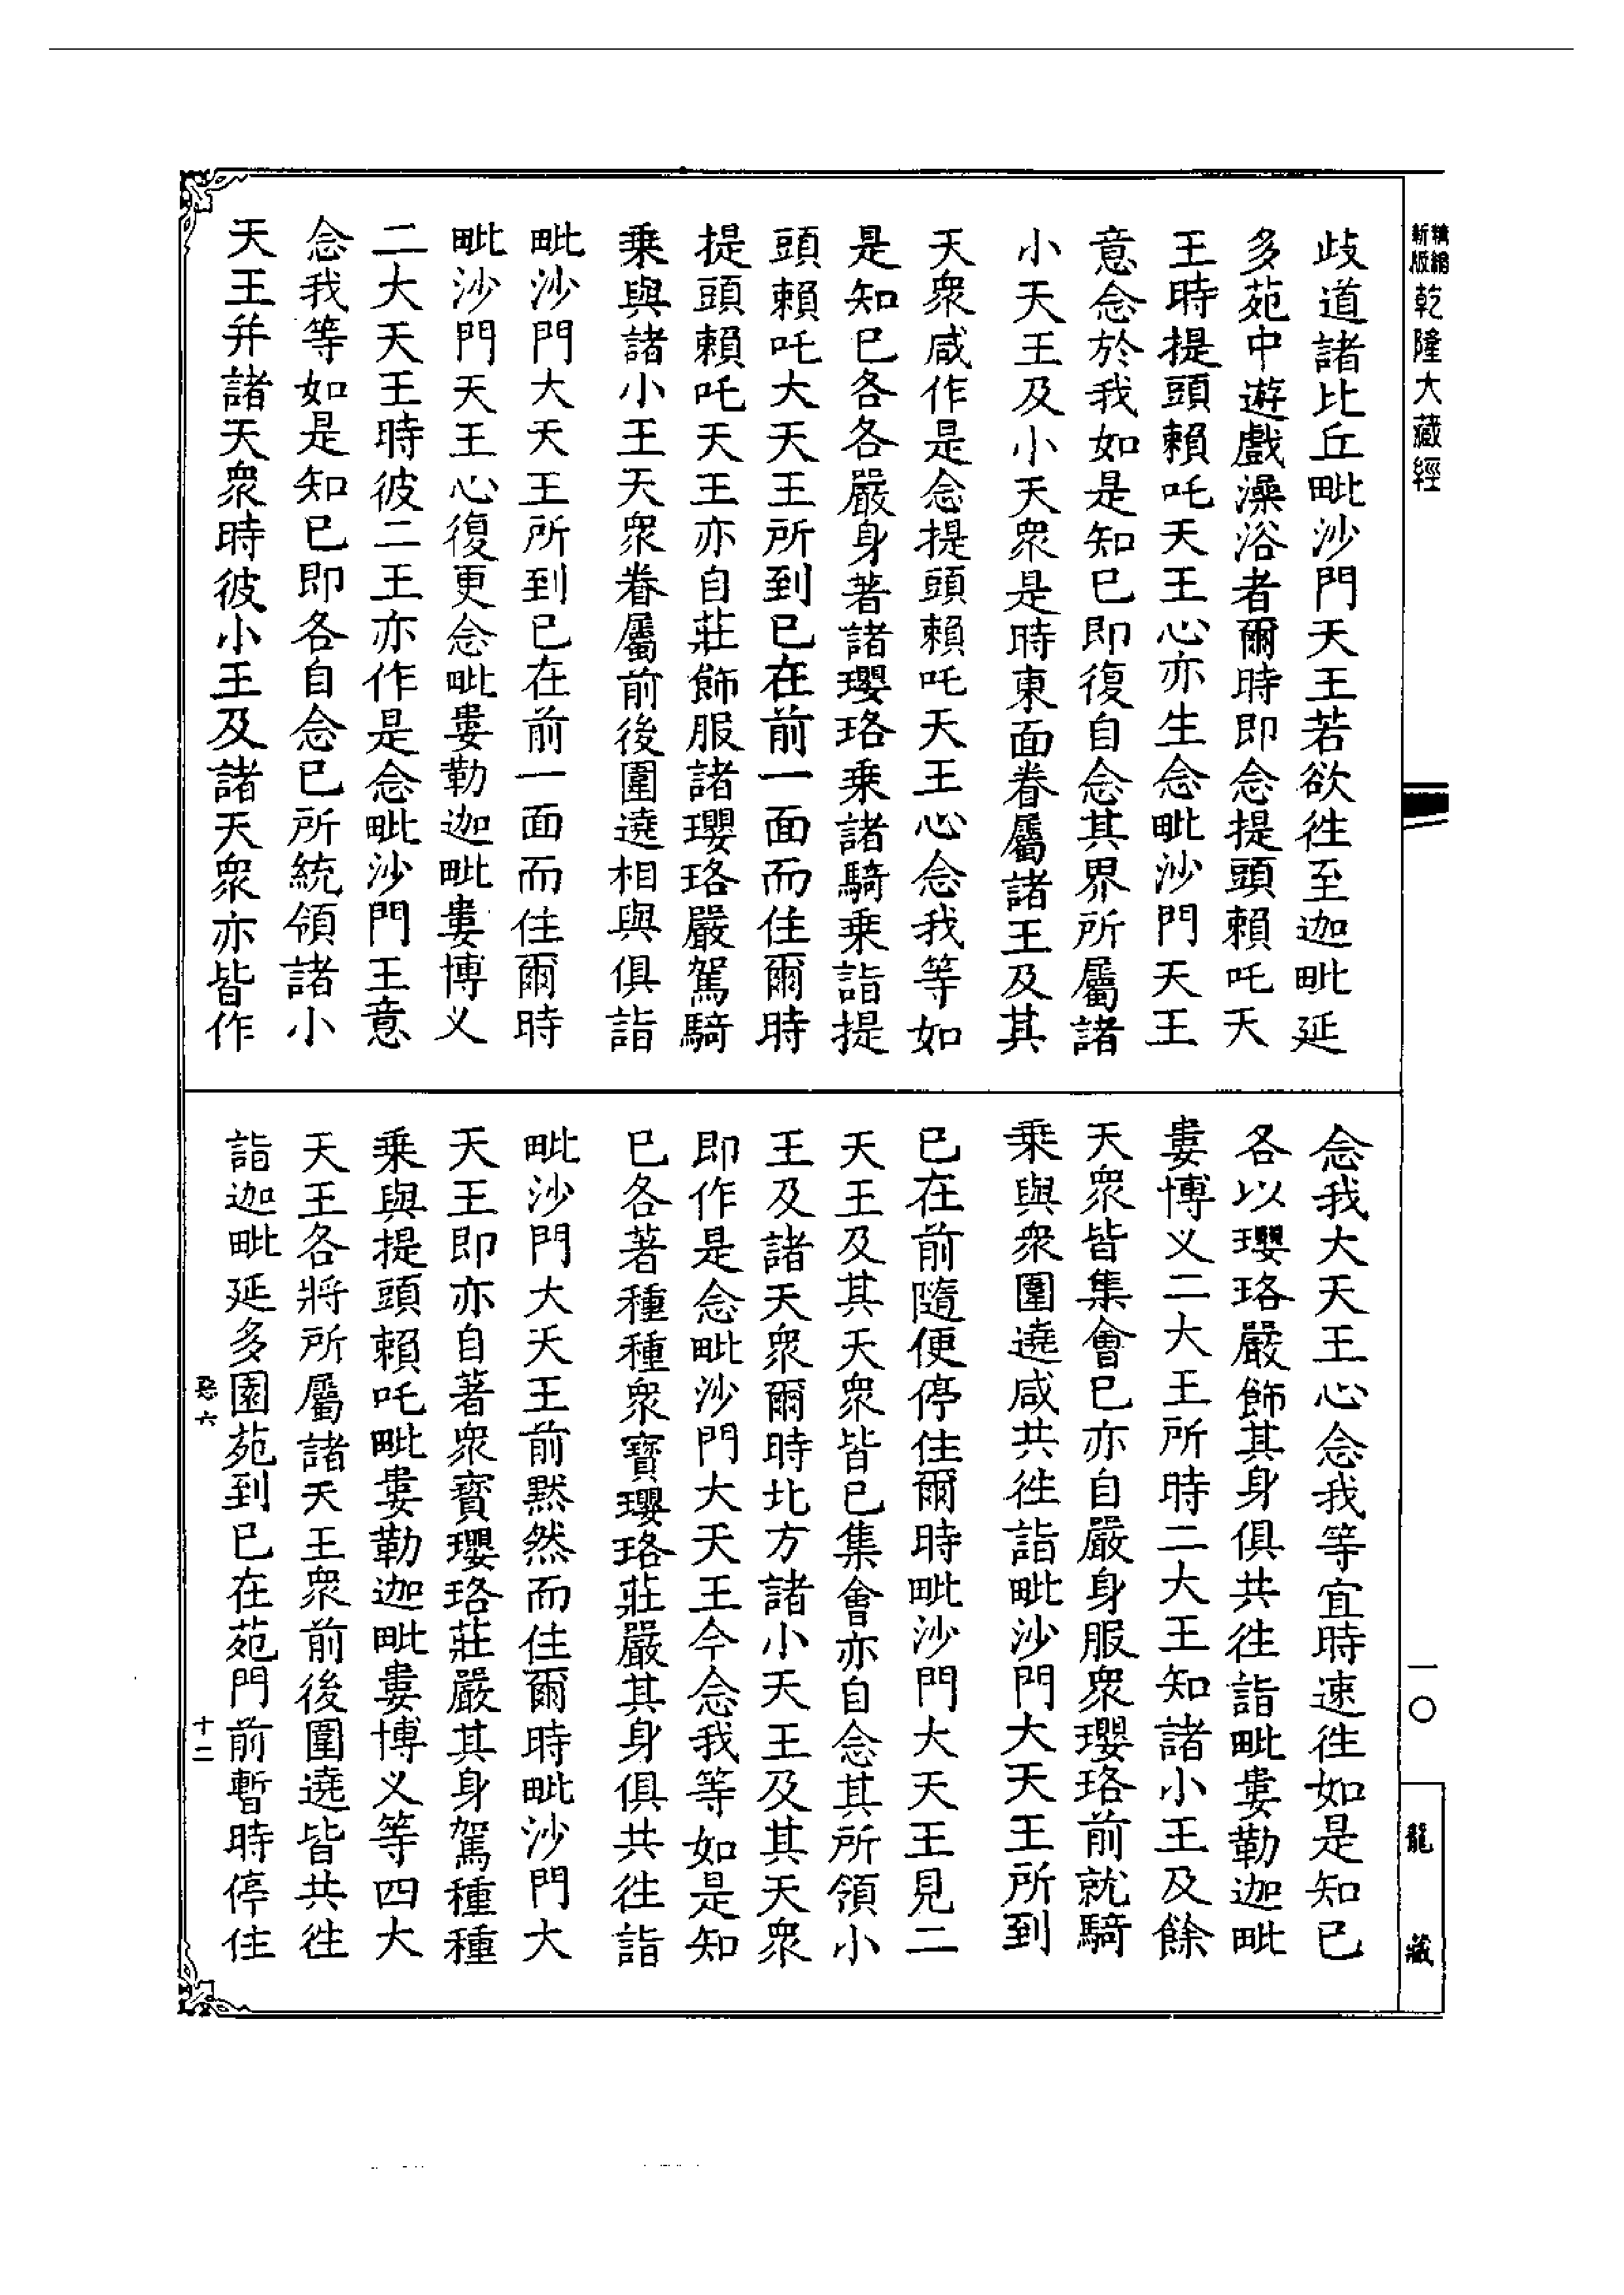 精縮新版乾隆大藏經
歧道諸比丘毗沙門天王若欲往至迦毗延
多苑中遊戲澡浴者爾時即念提頭賴吒天
王時提頭賴吒天王心亦生念毗沙門天王
意念於我如是知已即復自念其界所屬諸
小天王及小天眾是時東面眷屬諸王及其
天眾咸作是念提頭賴吒天王心念我等如
是知已各各嚴身著諸瓔珞乘諸騎乘詣提
頭賴吒大天王所到已在前一面而住爾時
提頭賴吒天王亦自莊飾服諸瓔珞嚴駕騎
乘與諸小王天眾眷屬前後圍遶相與俱詣
毗沙門大天王所到已在前一面而住爾時
毗沙門天王心復更念毗婁勒迦毗婁博义
二大天王時彼二王亦作是念毗沙門王意
念我等如是知已即各自念已所統領諸小
天王并諸天眾時彼小王及諸天眾亦皆作
念我大天王心念我等宜時速往如是知已
各以瓔珞嚴飾其身俱共往詣毗婁勒迦毗
婁博义二大王所時二大王知諸小王及餘
天眾皆集會已亦自嚴身服眾瓔珞前就騎
乘與眾圍遶咸共往詣毗沙門大天王所到
已在前隨便停住爾時毗沙門大天王見二
天王及其天眾皆已集會亦自念其所領小
王及諸天眾爾時北方諸小天王及其天眾
即作是念毗沙門大天王今念我等如是知
已各著種種眾寶瓔珞莊嚴其身俱共往詣
毗沙門大天王前默然而住爾時毗沙門大
天王即亦自著眾寶瓔珞莊嚴其身駕種種
乘與提頭賴吒毗婁勒迦毗婁博义等四大
天王各將所屬諸天王眾前後圍遶皆共往
詣迦毗延多園苑到已在苑門前暫時停住
一〇
龍藏
惡六
十二